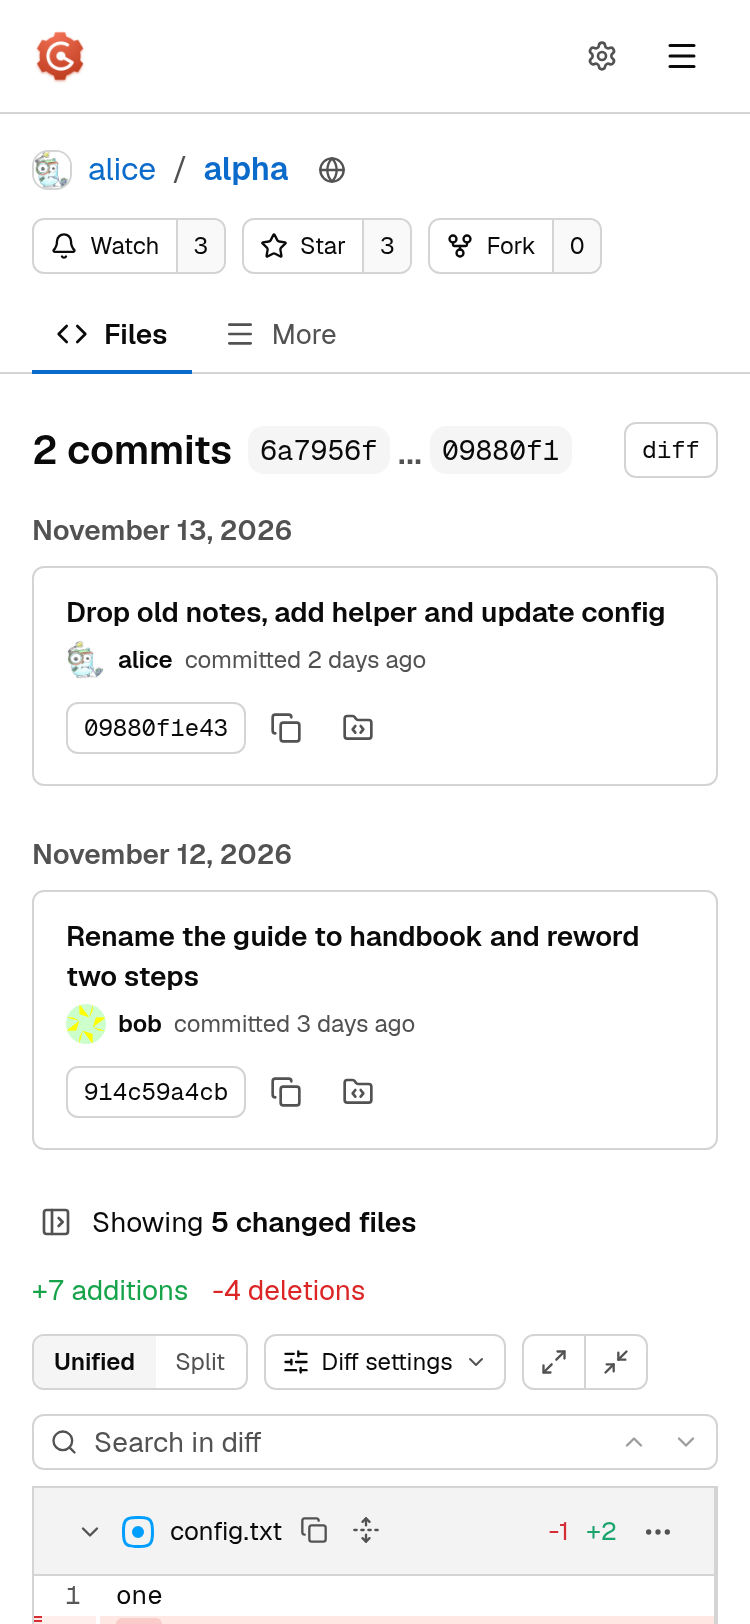 alice / alpha
Watch 3 Star 3 Fork 0
Files More
2 commits 6a7956f ... 09880f1 diff
November 13, 2026
Drop old notes, add helper and update config
alice committed 2 days ago
09880f1e43
November 12, 2026
Rename the guide to handbook and reword
two steps
bob committed 3 days ago
914c59a4cb
Showing 5 changed files
+7 additions -4 deletions
Unified Split Diff settings
Search in diff
config.txt -1 +2
1 one